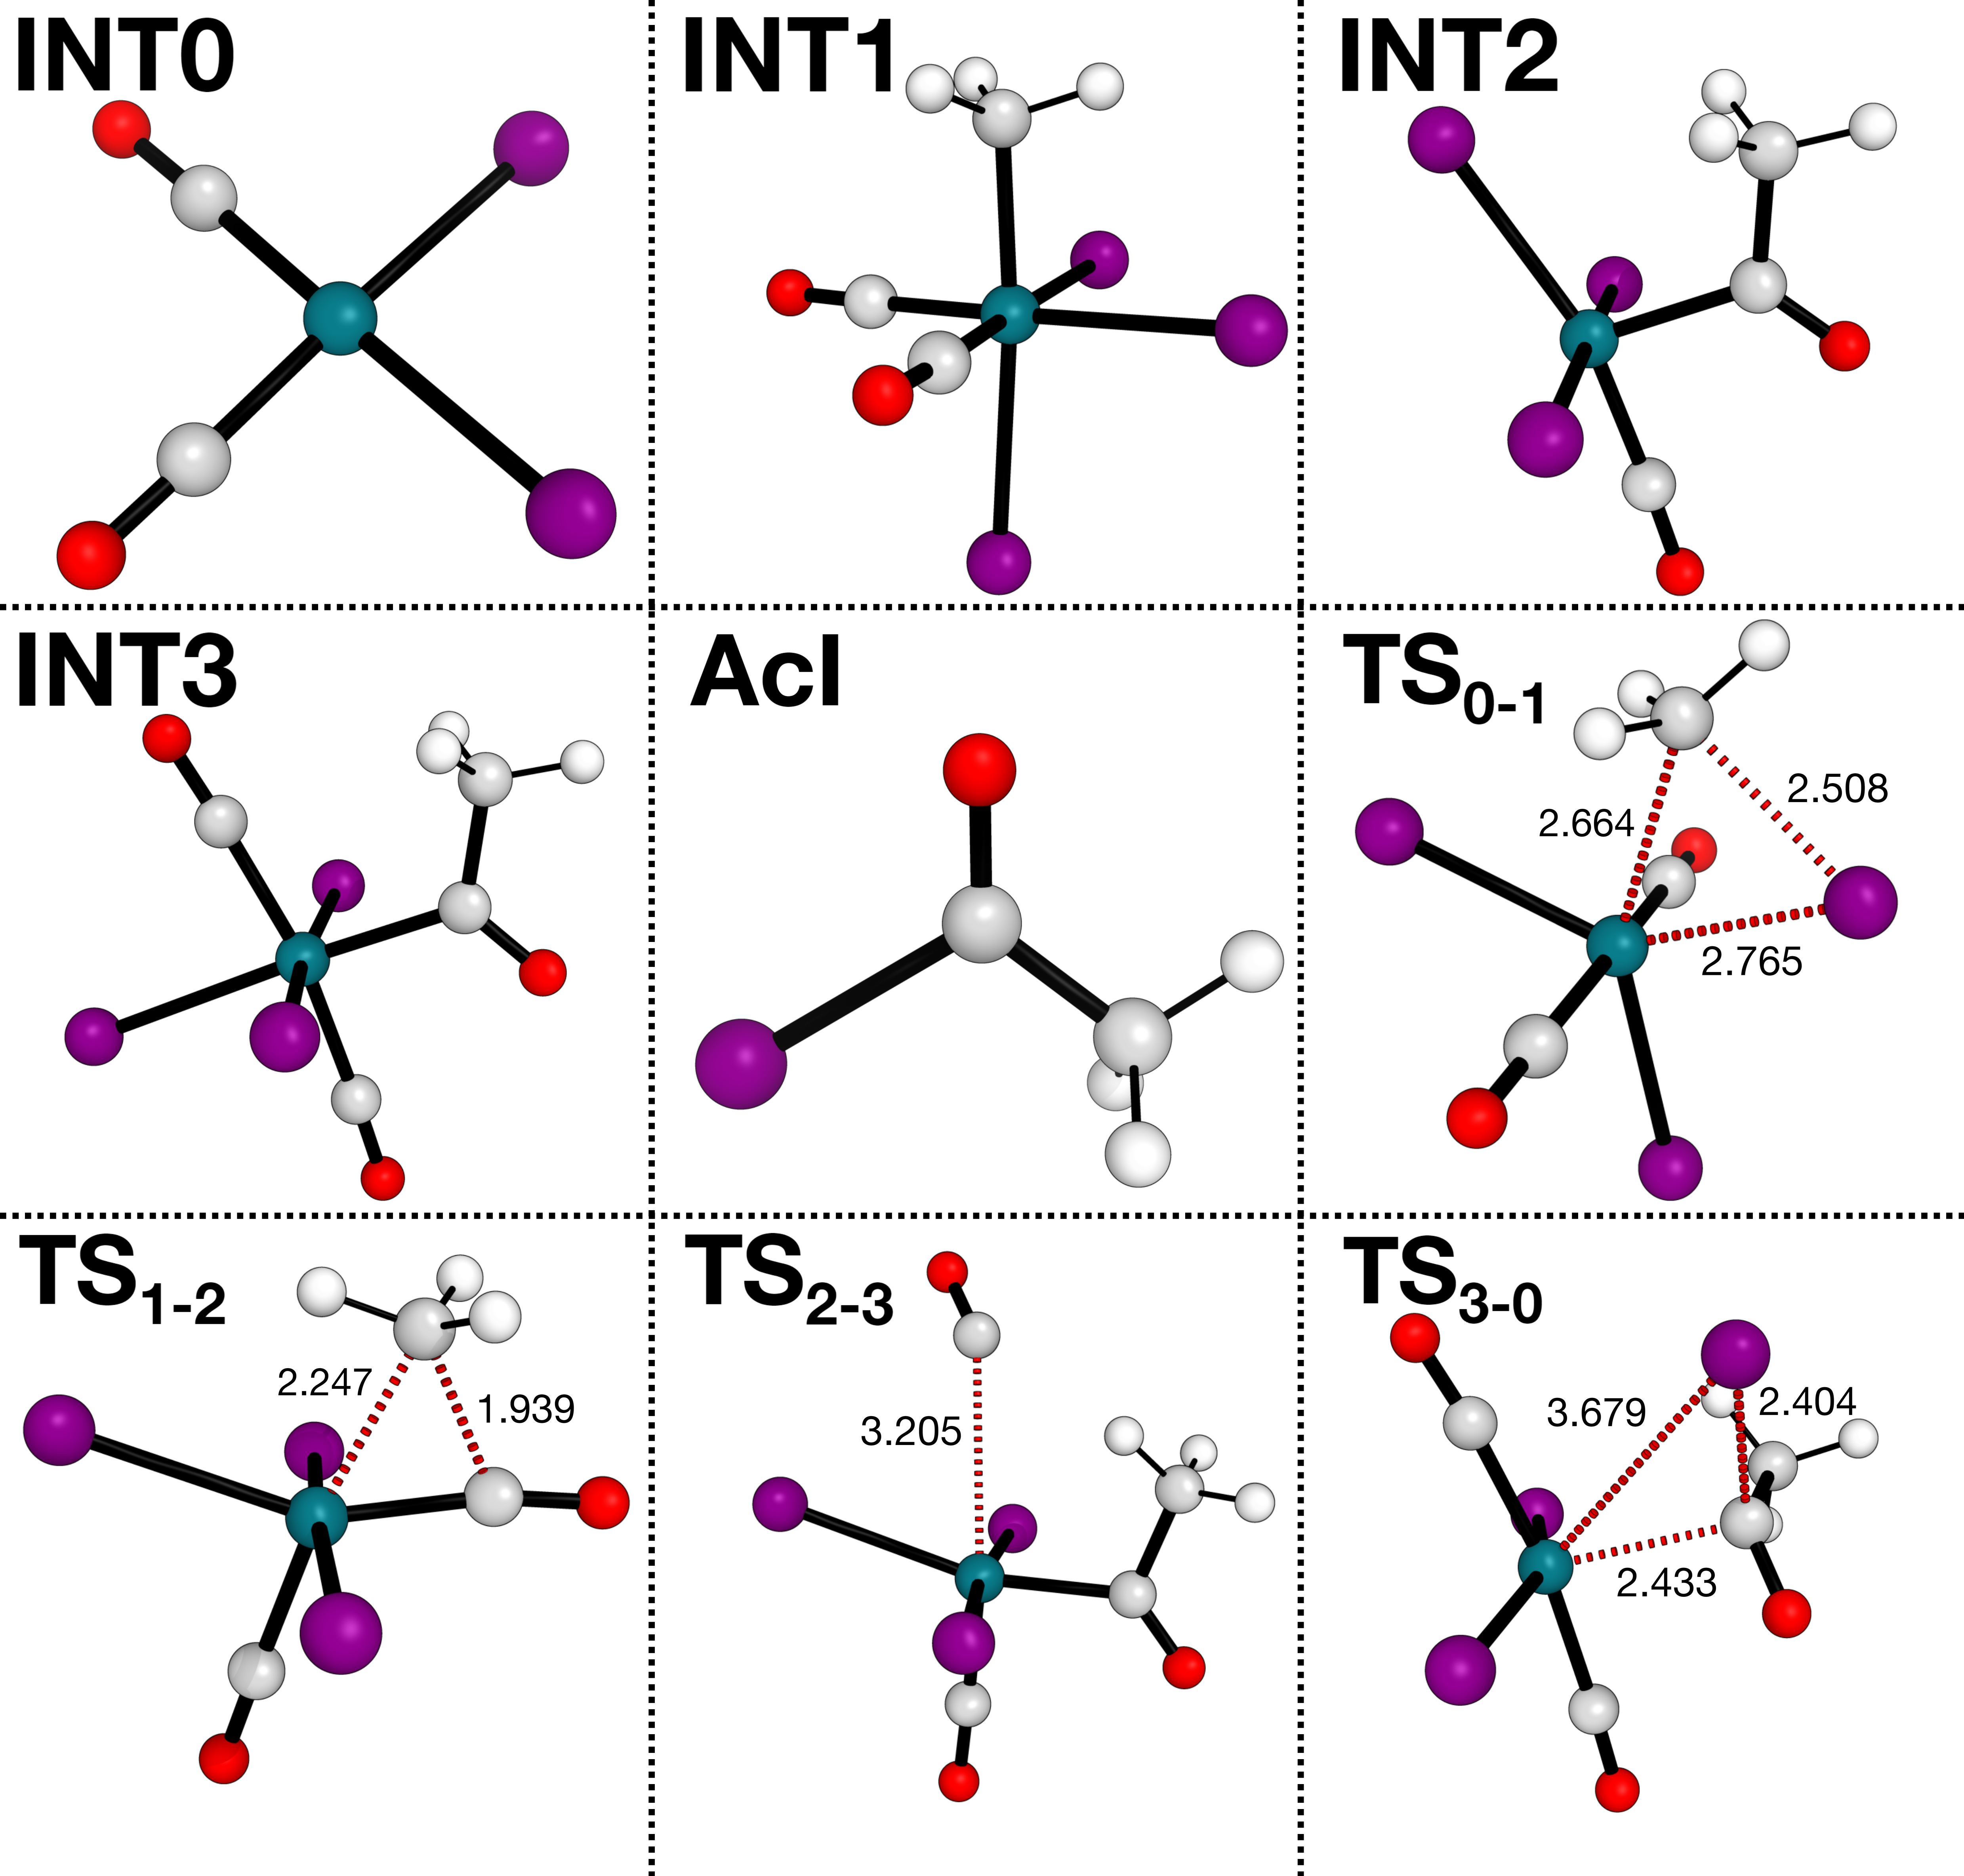 INT0
INT1
INT2
INT3
AcI
TS0-1
2.508
2.664
2.765
TS1-2
2.247
1.939
TS2-3
3.205
TS3-0
3.679
2.404
2.433